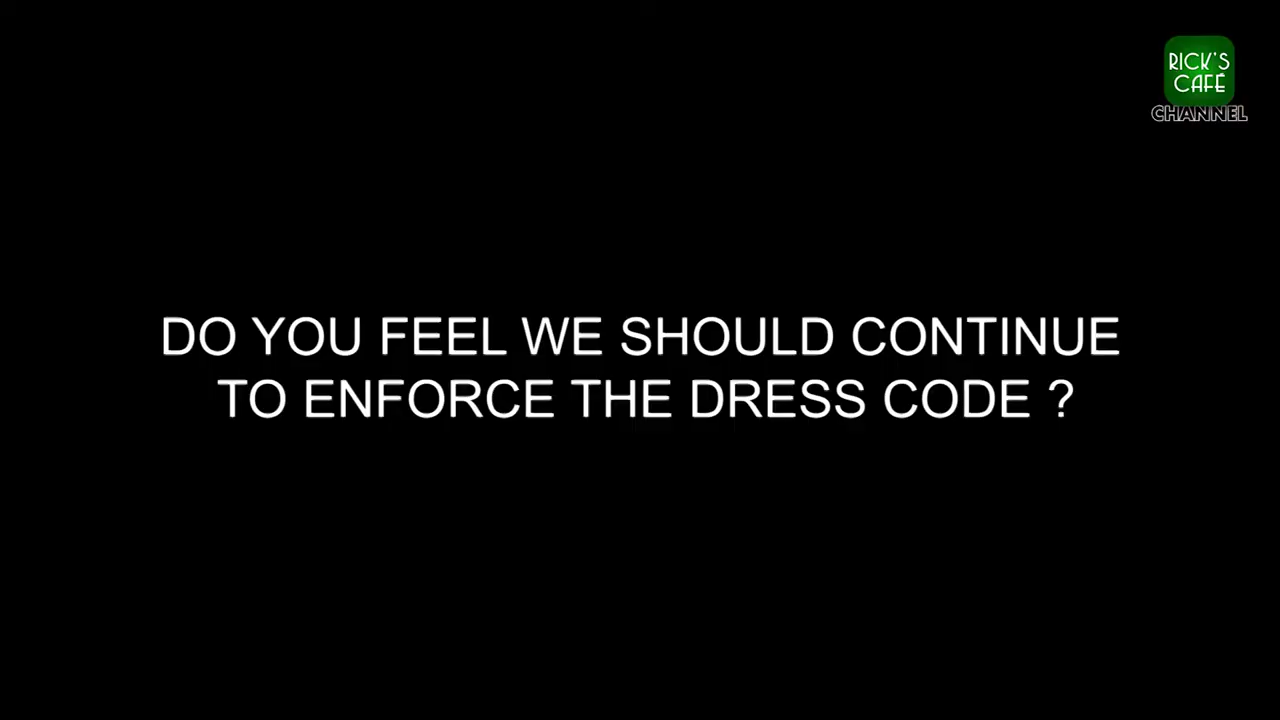 RICK'S
CAFÉ
CHANNEL
DO YOU FEEL WE SHOULD CONTINUE
TO ENFORCE THE DRESS CODE ?